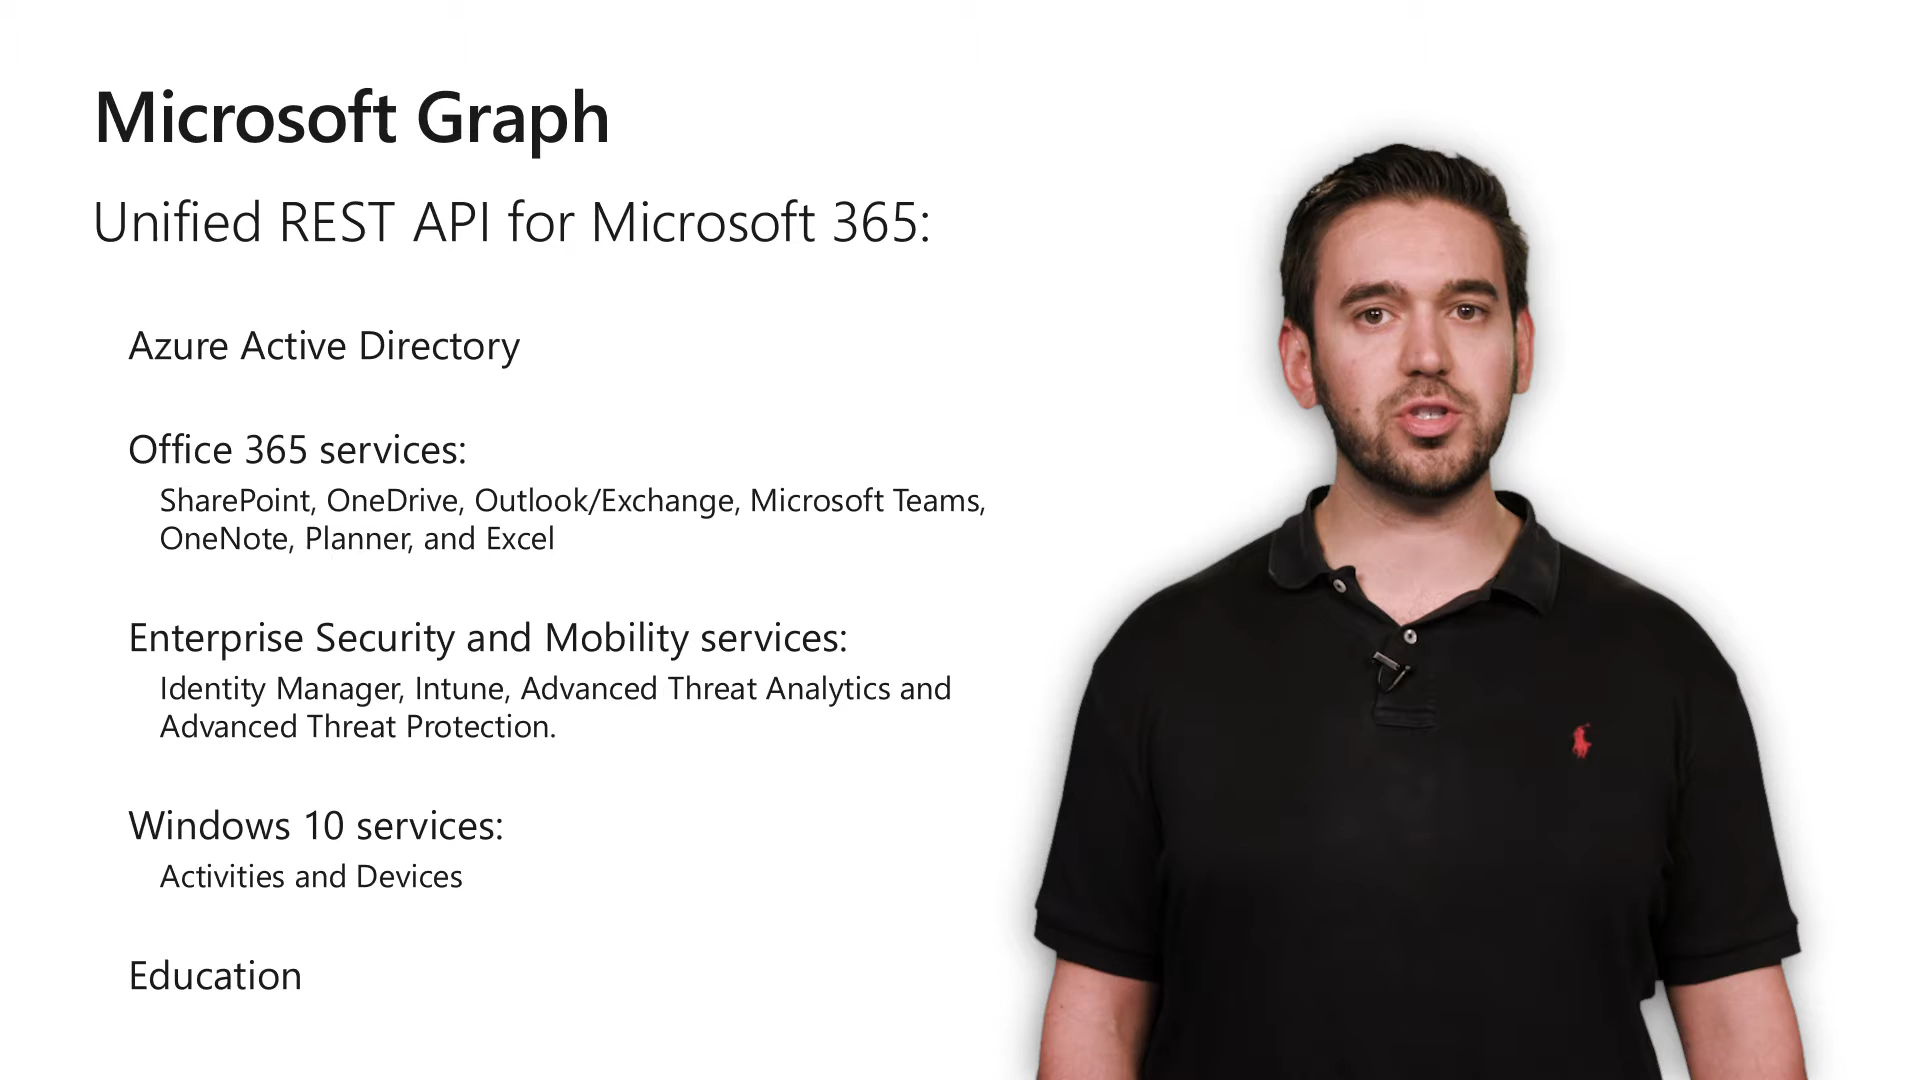 Microsoft Graph
Unified REST API for Microsoft 365:
Azure Active Directory
Office 365 services:
SharePoint, OneDrive, Outlook/Exchange, Microsoft Teams,
OneNote, Planner, and Excel
Enterprise Security and Mobility services:
Identity Manager, Intune, Advanced Threat Analytics and
Advanced Threat Protection.
Windows 10 services:
Activities and Devices
Education